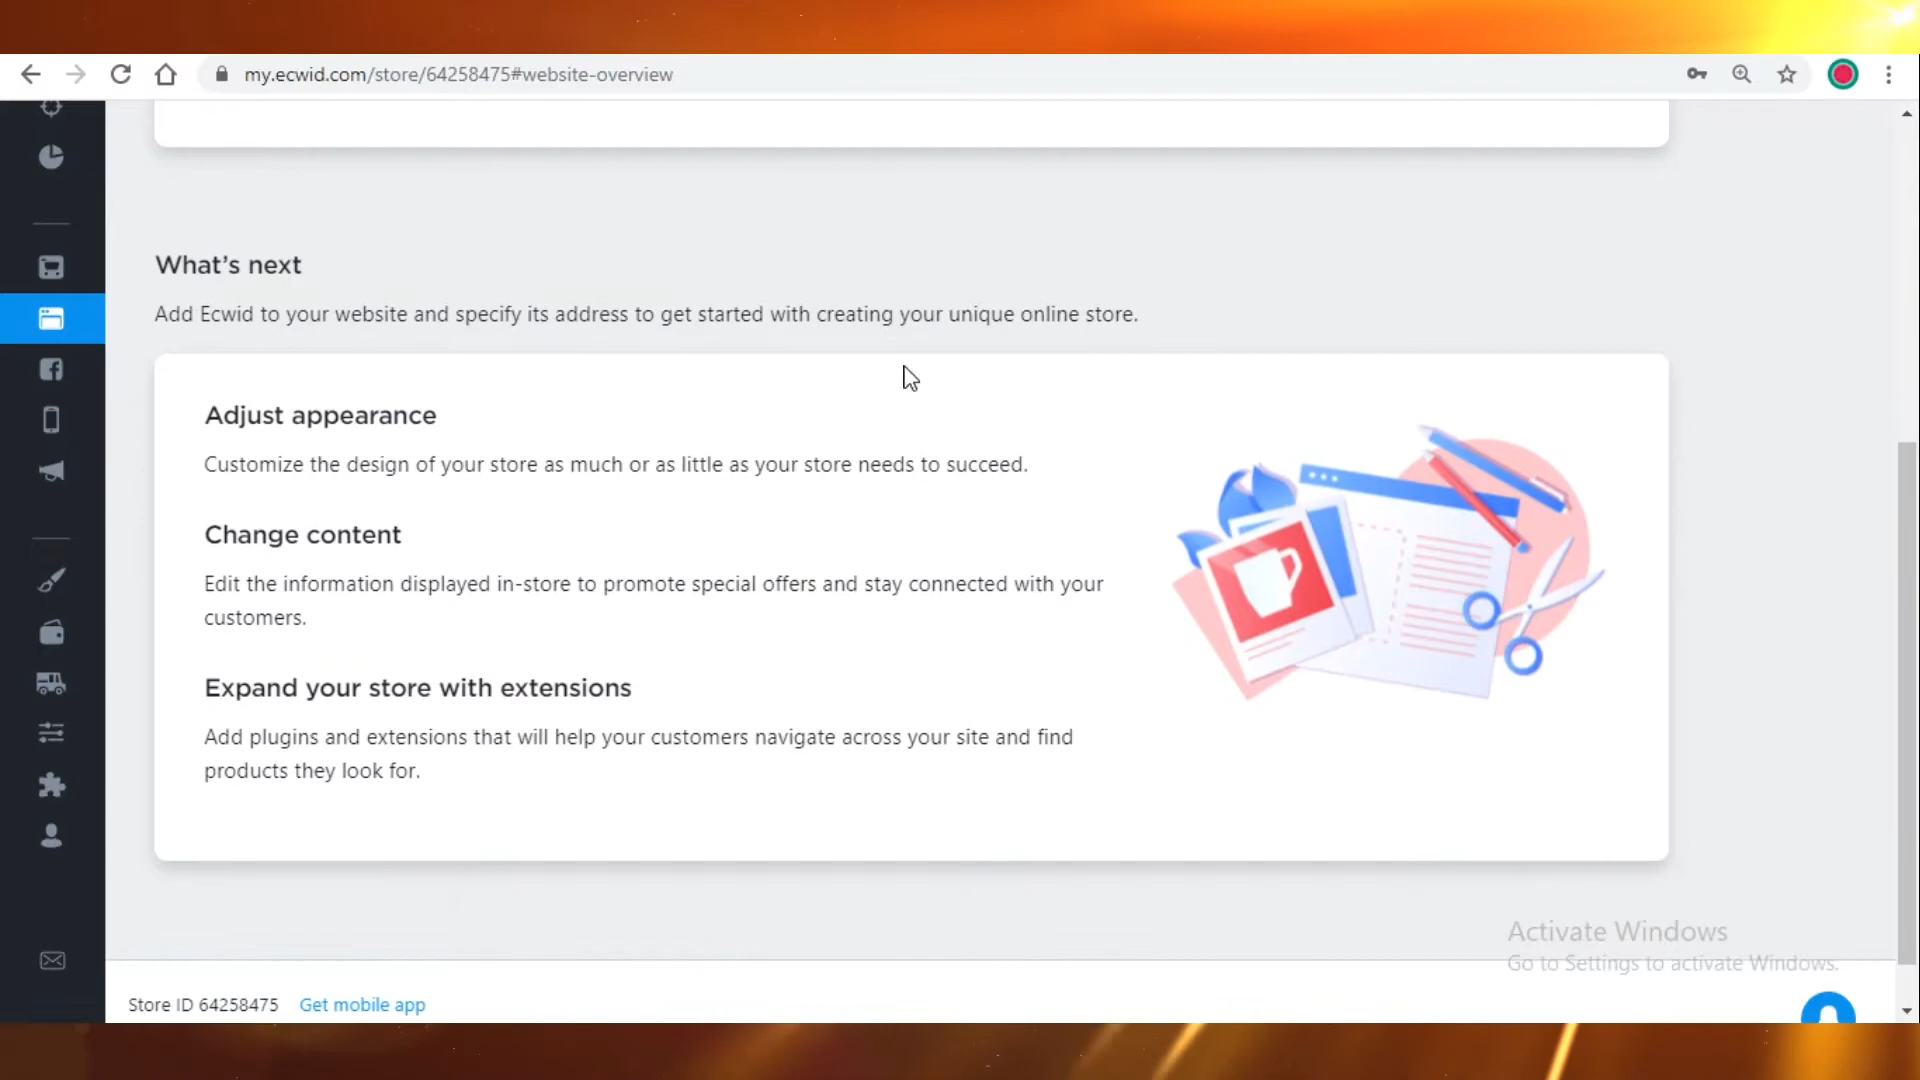 my.ecwid.com/store/64258475#website-overview
What's next
Add Ecwid to your website and specify its address to get started with creating your unique online store.
Adjust appearance
Customize the design of your store as much or as little as your store needs to succeed.
Change content
Edit the information displayed in-store to promote special offers and stay connected with your
customers.
Expand your store with extensions
Add plugins and extensions that will help your customers navigate across your site and find
products they look for.
Activate Windows
Go to Settings to activate Windows.
Store ID 64258475 Get mobile app